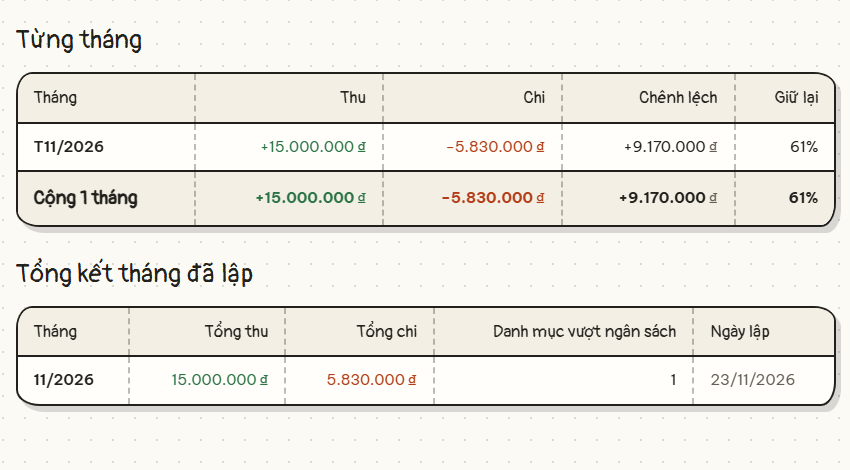 Từng tháng
Tháng Thu Chi Chênh lệch Giữ lại
T11/2026 +15.000.000 ₫ −5.830.000 ₫ +9.170.000 ₫ 61%
Cộng 1 tháng +15.000.000 ₫ −5.830.000 ₫ +9.170.000 ₫ 61%
Tổng kết tháng đã lập
Tháng Tổng thu Tổng chi Danh mục vượt ngân sách Ngày lập
11/2026 15.000.000 ₫ 5.830.000 ₫ 1 23/11/2026